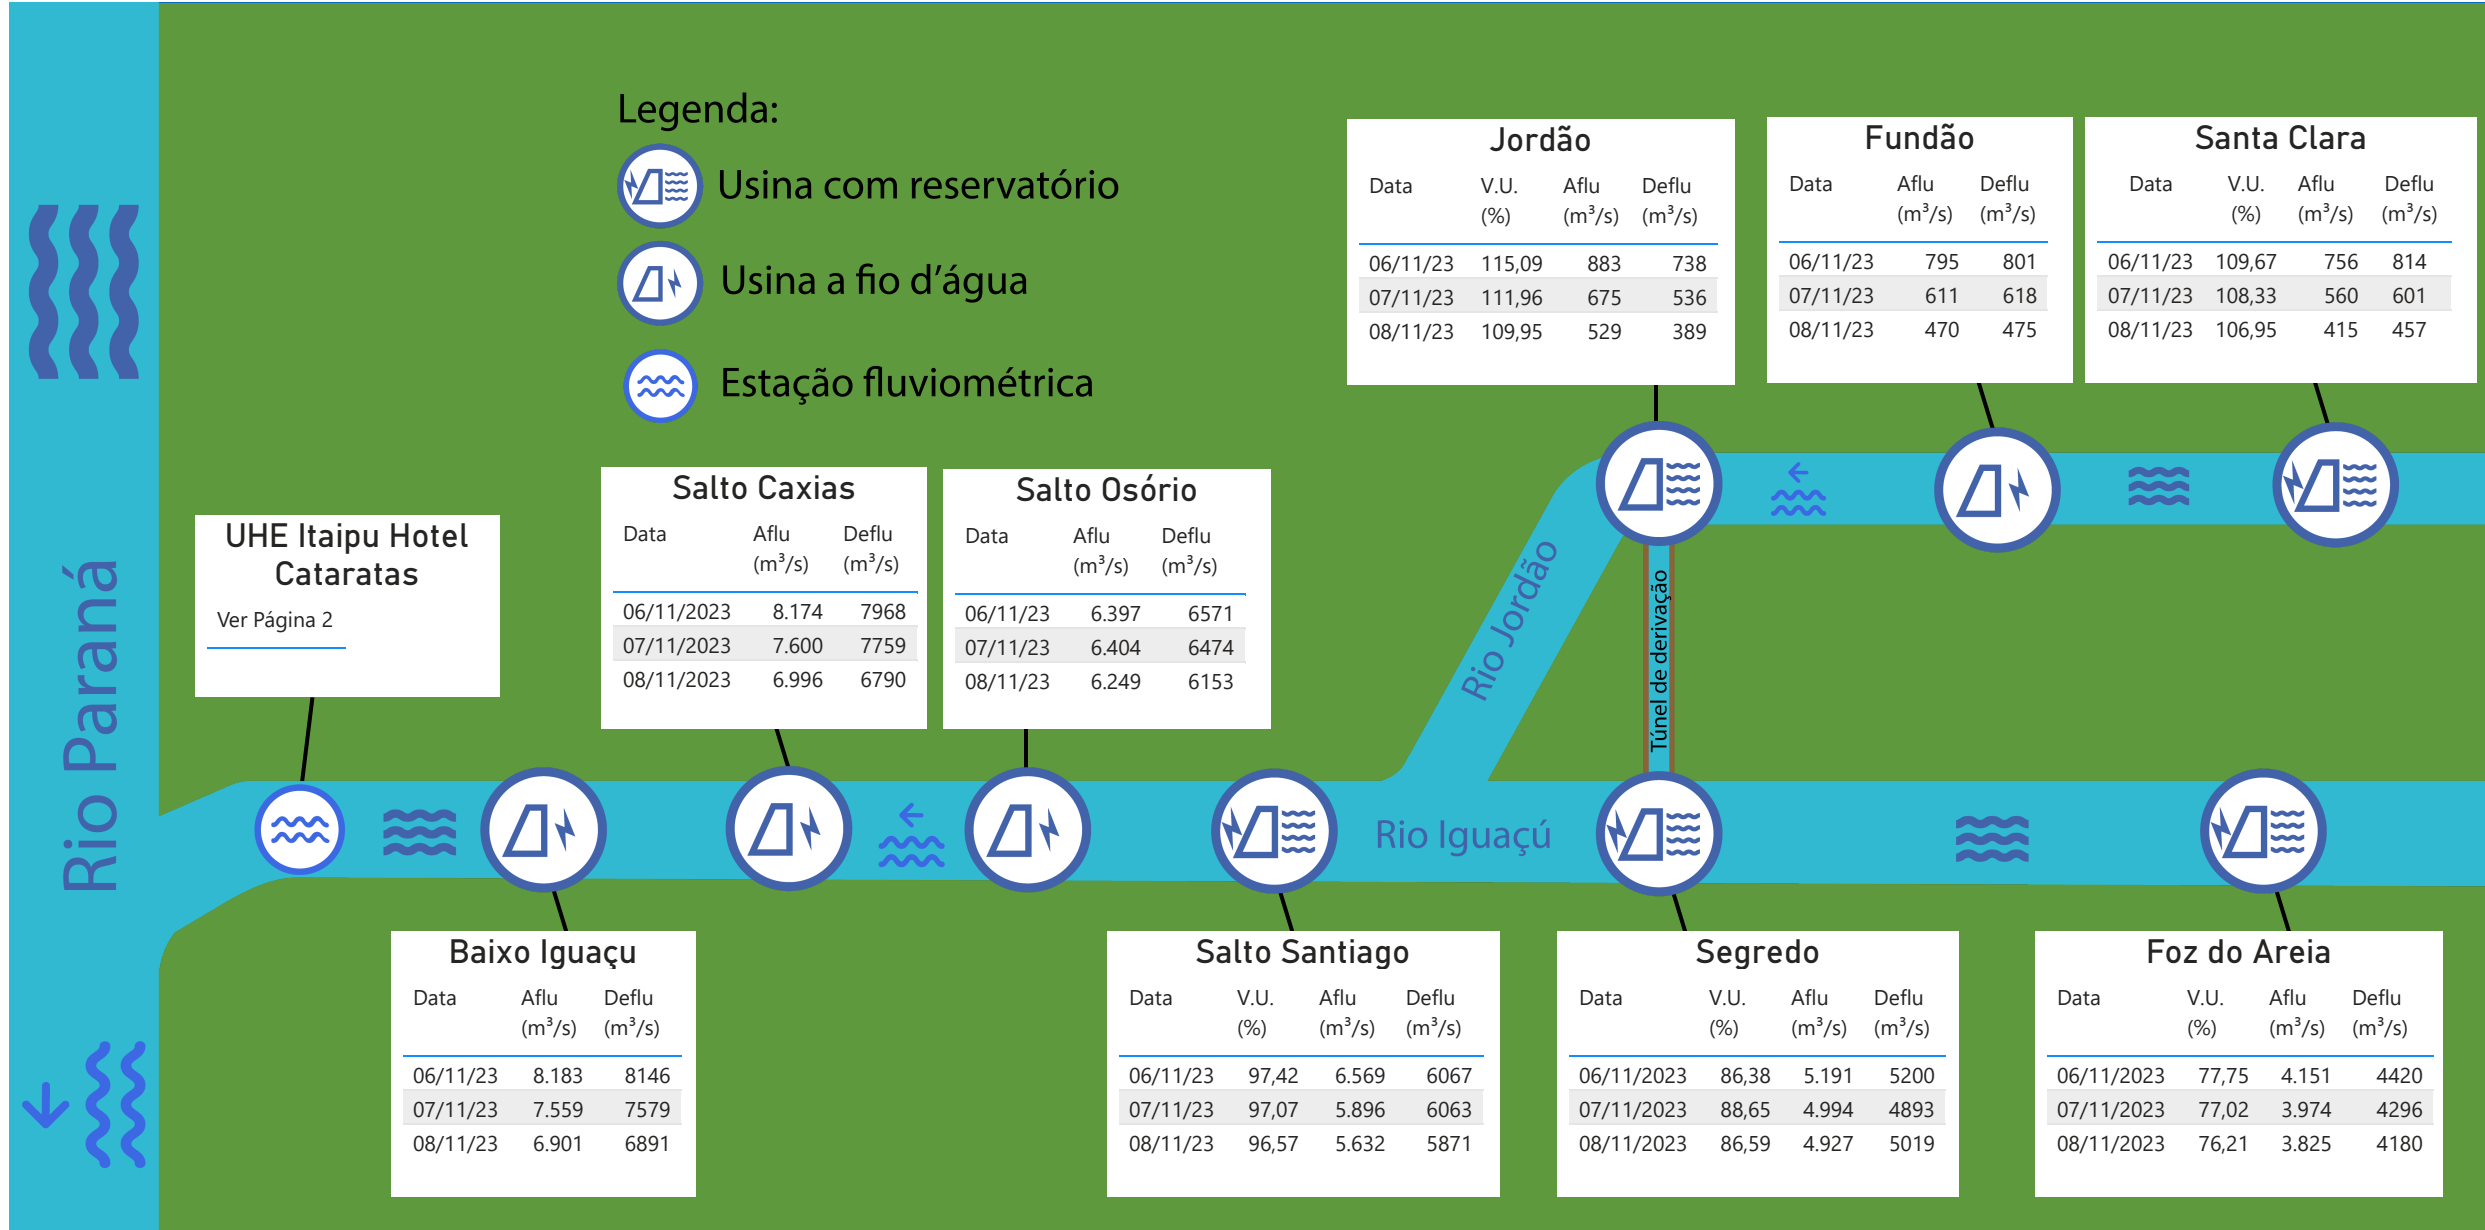 Legenda:
Usina com reservatório
Usina a fio d'água
Estação fluviométrica
Jordão
Data V.U. (%) Aflu (m³/s) Deflu (m³/s)
06/11/23 115,09 883 738
07/11/23 111,96 675 536
08/11/23 109,95 529 389
Fundão
Data Aflu (m³/s) Deflu (m³/s)
06/11/23 795 801
07/11/23 611 618
08/11/23 470 475
Santa Clara
Data V.U. (%) Aflu (m³/s) Deflu (m³/s)
06/11/23 109,67 756 814
07/11/23 108,33 560 601
08/11/23 106,95 415 457
Salto Caxias
Data Aflu (m³/s) Deflu (m³/s)
06/11/2023 8.174 7968
07/11/2023 7.600 7759
08/11/2023 6.996 6790
Salto Osório
Data Aflu (m³/s) Deflu (m³/s)
06/11/23 6.397 6571
07/11/23 6.404 6474
08/11/23 6.249 6153
UHE Itaipu Hotel
Cataratas
Ver Página 2
Rio Paraná
Rio Jordão
Túnel de derivação
Rio Iguaçú
Baixo Iguaçu
Data Aflu (m³/s) Deflu (m³/s)
06/11/23 8.183 8146
07/11/23 7.559 7579
08/11/23 6.901 6891
Salto Santiago
Data V.U. (%) Aflu (m³/s) Deflu (m³/s)
06/11/23 97,42 6.569 6067
07/11/23 97,07 5.896 6063
08/11/23 96,57 5.632 5871
Segredo
Data V.U. (%) Aflu (m³/s) Deflu (m³/s)
06/11/2023 86,38 5.191 5200
07/11/2023 88,65 4.994 4893
08/11/2023 86,59 4.927 5019
Foz do Areia
Data V.U. (%) Aflu (m³/s) Deflu (m³/s)
06/11/2023 77,75 4.151 4420
07/11/2023 77,02 3.974 4296
08/11/2023 76,21 3.825 4180